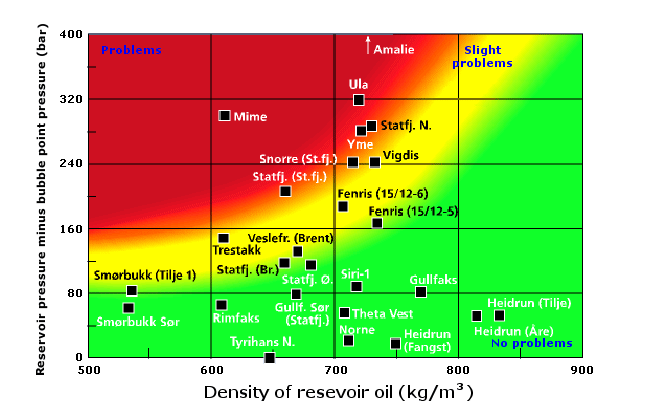 Reservoir pressure minus bubble point pressure (bar)
400
320
240
160
80
0
Problems
Amalie
Slight
problems
Ula
Mime
Statfj. N.
Yme
Snorre (St.fj.)
Vigdis
Statfj. (St.fj.)
Fenris (15/12-6)
Fenris (15/12-5)
Trestakk
Veslefr. (Brent)
Statfj. (Br.)
Statfj. Ø.
Smørbukk (Tilje 1)
Siri-1
Gullfaks
Smørbukk Sør
Rimfaks
Gullf. Sør
(Statfj.)
Theta Vest
Heidrun (Tilje)
Heidrun (Åre)
Norne
Heidrun
(Fangst)
Tyrihans N.
No problems
500
600
700
800
900
Density of resevoir oil (kg/m³)